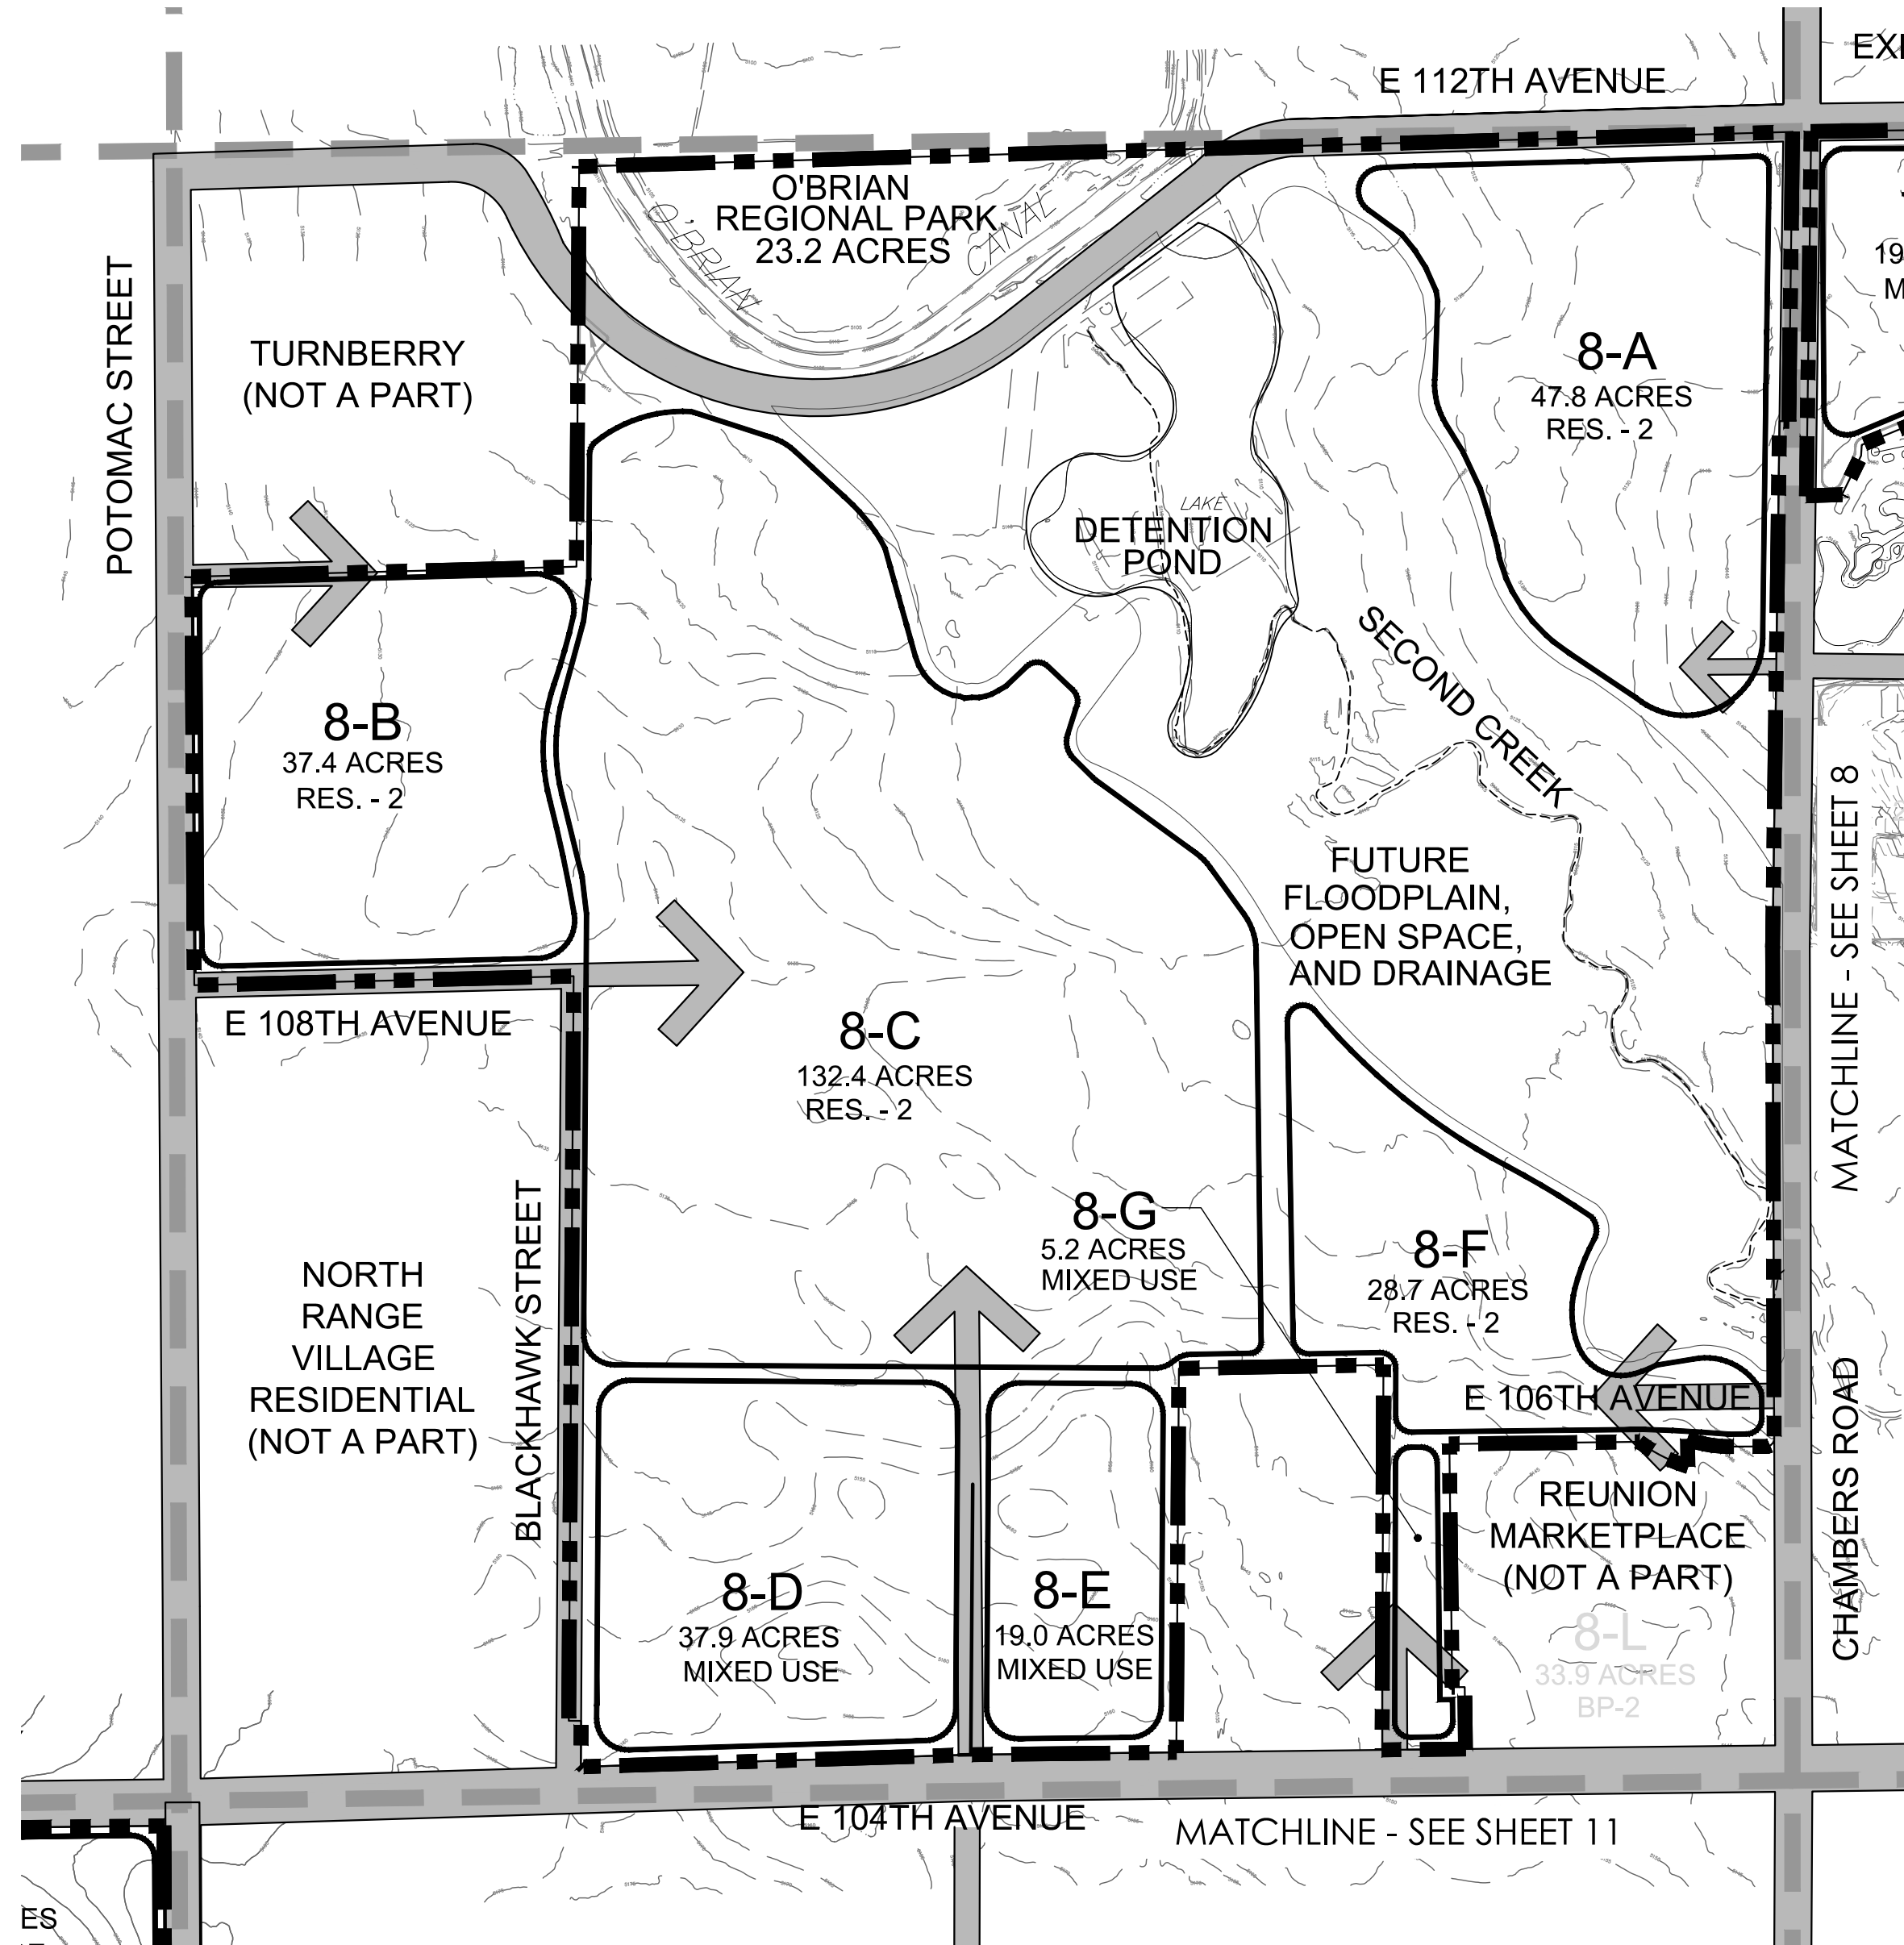 E 112TH AVENUE
EXI
O'BRIAN
REGIONAL PARK
23.2 ACRES
O'BRIAN
CANAL
POTOMAC STREET
TURNBERRY
(NOT A PART)
8-A
47.8 ACRES
RES. - 2
19
M
LAKE
DETENTION
POND
SECOND CREEK
8-B
37.4 ACRES
RES. - 2
MATCHLINE - SEE SHEET 8
FUTURE
FLOODPLAIN,
OPEN SPACE,
AND DRAINAGE
E 108TH AVENUE
8-C
132.4 ACRES
RES. - 2
8-G
5.2 ACRES
MIXED USE
8-F
28.7 ACRES
RES. - 2
NORTH
RANGE
VILLAGE
RESIDENTIAL
(NOT A PART)
BLACKHAWK STREET
E 106TH AVENUE
CHAMBERS ROAD
REUNION
MARKETPLACE
(NOT A PART)
8-D
37.9 ACRES
MIXED USE
8-E
19.0 ACRES
MIXED USE
8-L
33.9 ACRES
BP-2
E 104TH AVENUE
MATCHLINE - SEE SHEET 11
ES